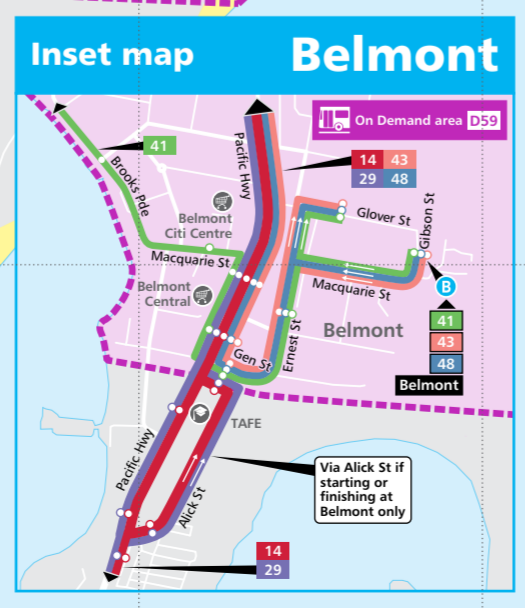 Inset map Belmont
On Demand area D59
41
14 43
29 48
Pacific Hwy
Brooks Pde
Belmont
Citi Centre
Macquarie St
Glover St
Gibson St
Macquarie St
B
Belmont
Central
Belmont
41
43
48
Belmont
Ernest St
Gen St
TAFE
Pacific Hwy
Alick St
Via Alick St if
starting or
finishing at
Belmont only
14
29